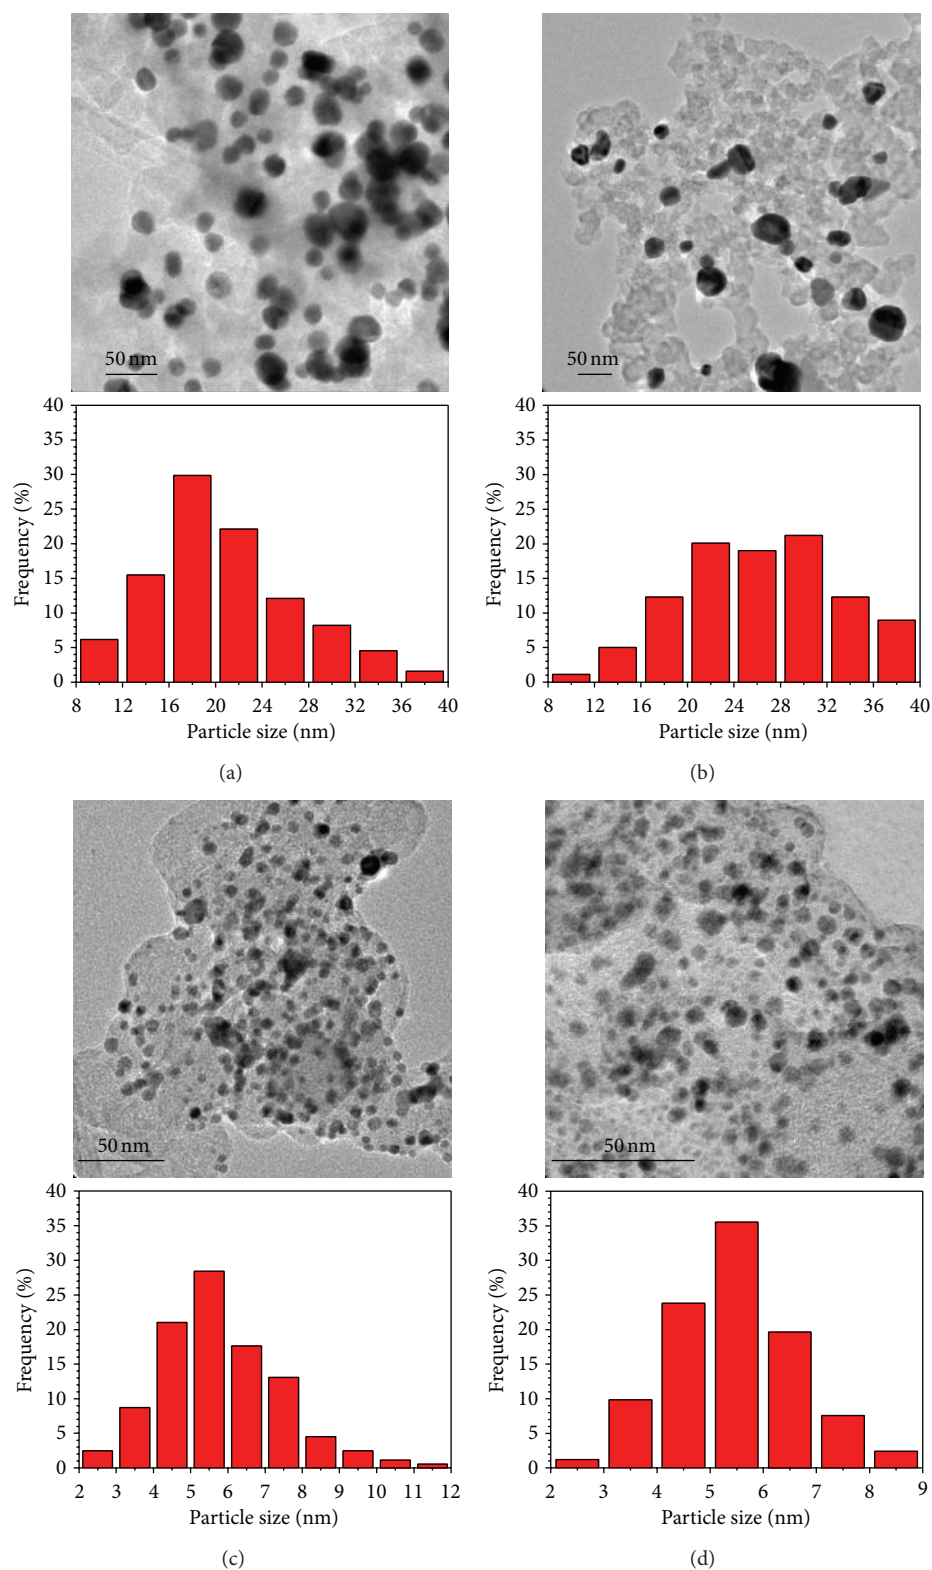 50 nm
50 nm
40
35
30
25
20
15
10
5
0
Frequency (%)
8 12 16 20 24 28 32 36 40
Particle size (nm)
(a)
40
35
30
25
20
15
10
5
0
Frequency (%)
8 12 16 20 24 28 32 36 40
Particle size (nm)
(b)
50 nm
50 nm
40
35
30
25
20
15
10
5
0
Frequency (%)
2 3 4 5 6 7 8 9 10 11 12
Particle size (nm)
(c)
40
35
30
25
20
15
10
5
0
Frequency (%)
2 3 4 5 6 7 8 9
Particle size (nm)
(d)